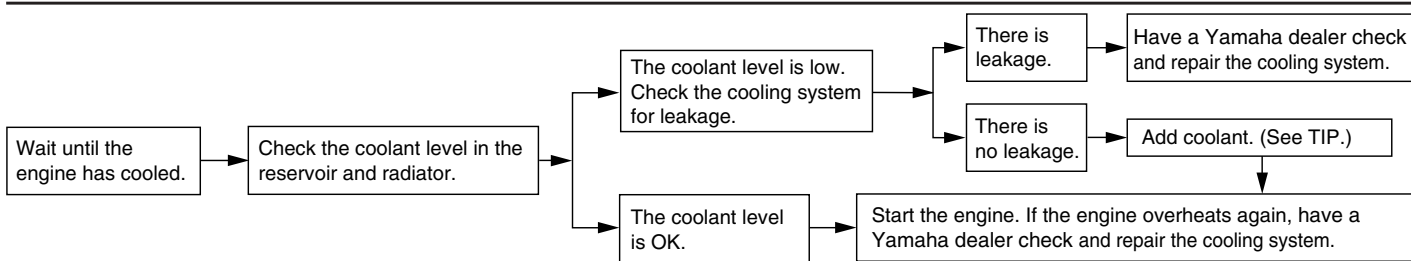 Wait until the
engine has cooled.
Check the coolant level in the
reservoir and radiator.
The coolant level is low.
Check the cooling system
for leakage.
There is
leakage.
Have a Yamaha dealer check
and repair the cooling system.
There is
no leakage.
Add coolant. (See TIP.)
The coolant level
is OK.
Start the engine. If the engine overheats again, have a
Yamaha dealer check and repair the cooling system.